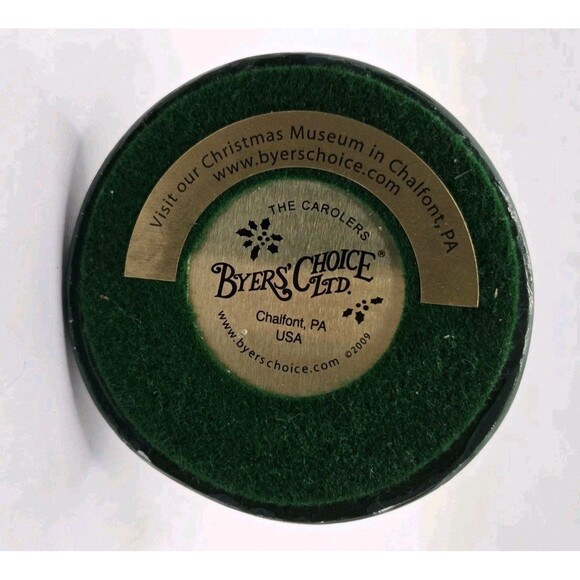 Visit our Christmas Museum in Chalfont, PA
www.byerschoice.com
THE CAROLERS
BYERS' CHOICE®
LTD.
Chalfont, PA
USA
www.byerschoice.com ©2009